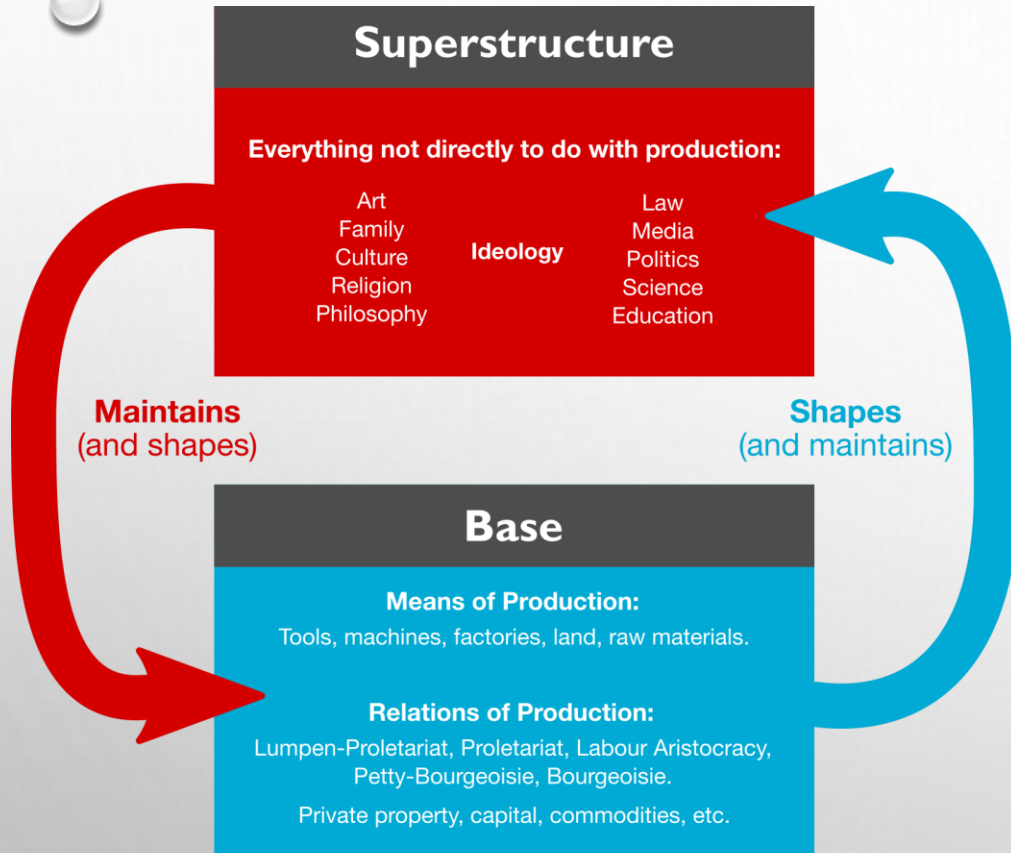 Superstructure
Everything not directly to do with production:
Art
Family
Culture
Religion
Philosophy
Ideology
Law
Media
Politics
Science
Education
Maintains
(and shapes)
Shapes
(and maintains)
Base
Means of Production:
Tools, machines, factories, land, raw materials.
Relations of Production:
Lumpen-Proletariat, Proletariat, Labour Aristocracy,
Petty-Bourgeoisie, Bourgeoisie.
Private property, capital, commodities, etc.